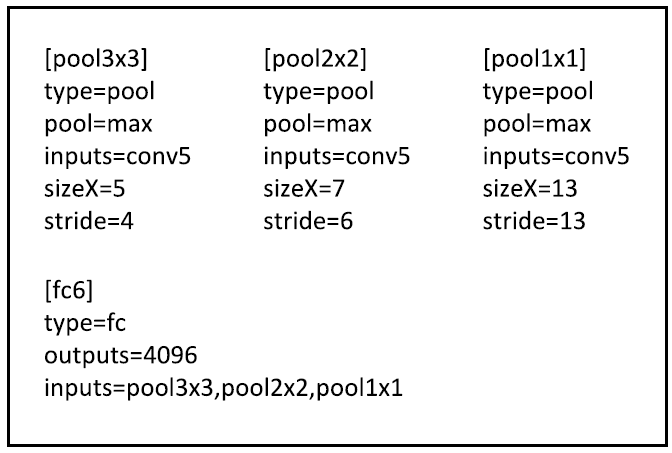 [pool3x3]
type=pool
pool=max
inputs=conv5
sizeX=5
stride=4
[pool2x2]
type=pool
pool=max
inputs=conv5
sizeX=7
stride=6
[pool1x1]
type=pool
pool=max
inputs=conv5
sizeX=13
stride=13
[fc6]
type=fc
outputs=4096
inputs=pool3x3,pool2x2,pool1x1